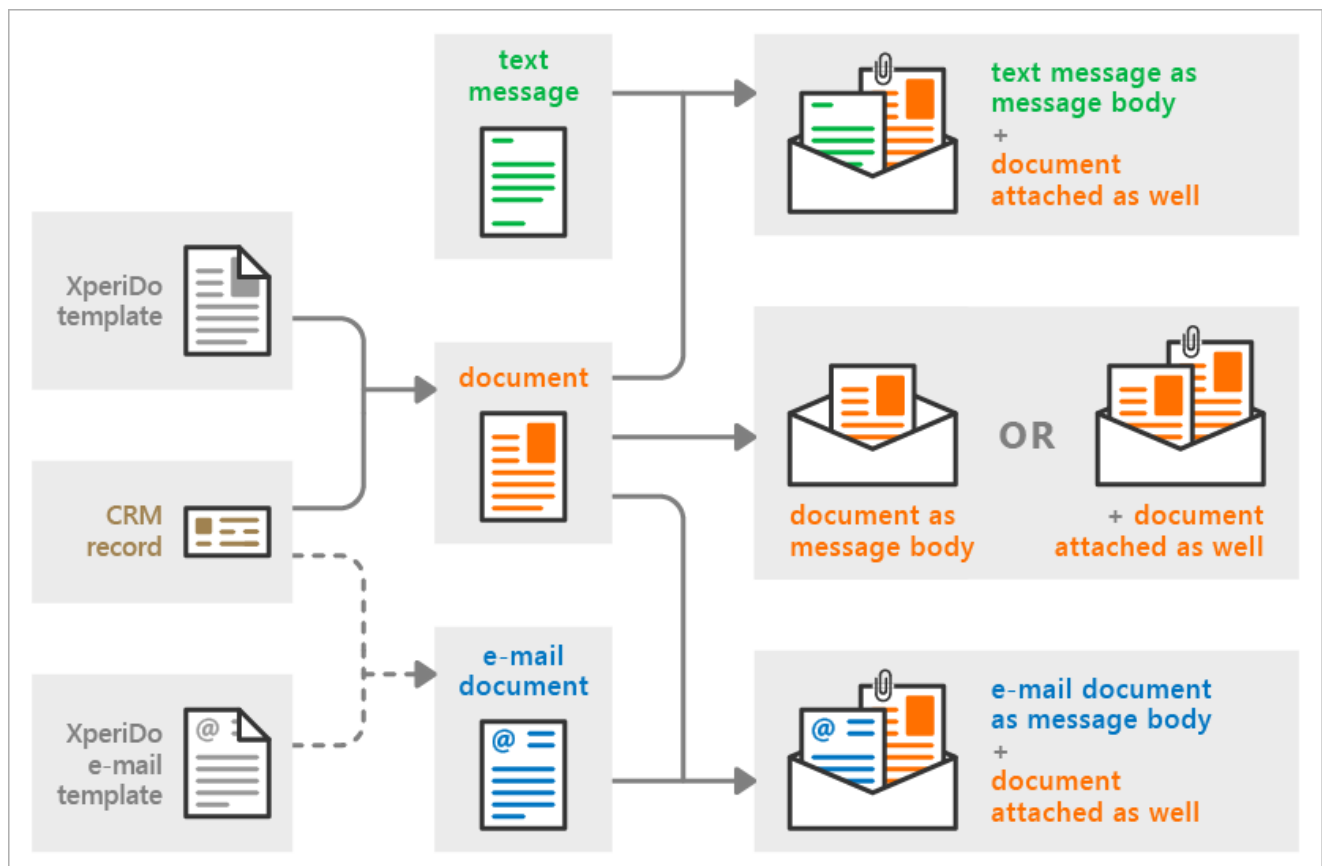 text
message
text message as
message body
+
document
attached as well
XperiDo
template
document
OR
document as
message body
+ document
attached as well
CRM
record
e-mail
document
@
e-mail document
as message body
+
document
attached as well
@
XperiDo
e-mail
template
@